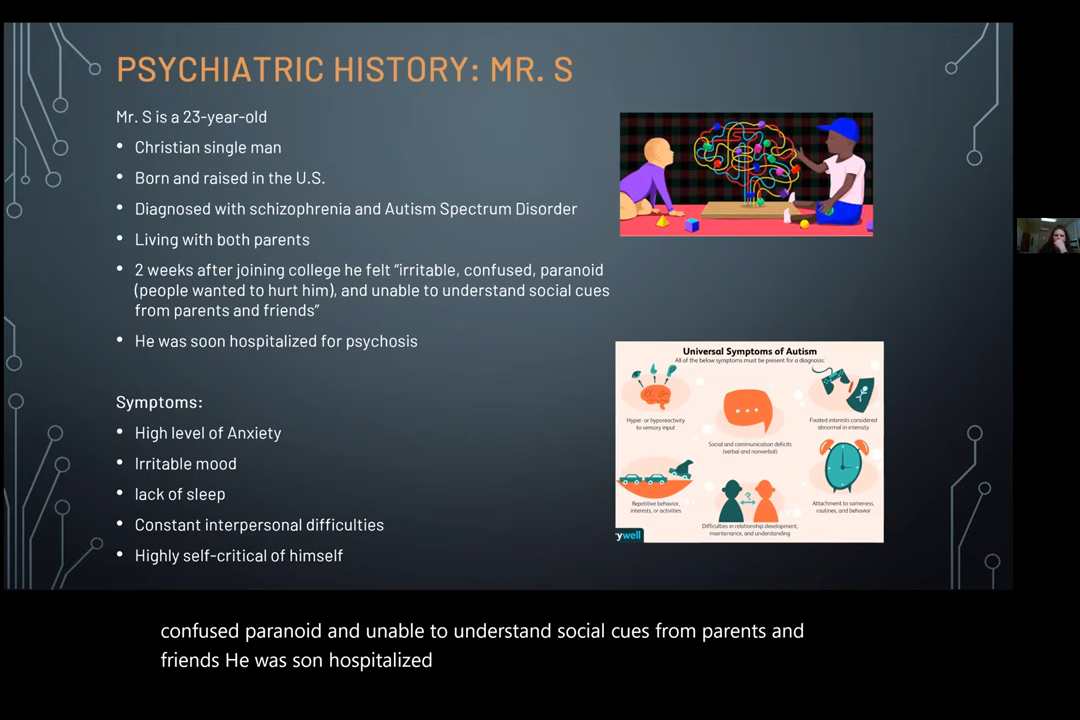 PSYCHIATRIC HISTORY: MR. S
Mr. S is a 23-year-old
• Christian single man
• Born and raised in the U.S.
• Diagnosed with schizophrenia and Autism Spectrum Disorder
• Living with both parents
• 2 weeks after joining college he felt “irritable, confused, paranoid
(people wanted to hurt him), and unable to understand social cues
from parents and friends”
• He was soon hospitalized for psychosis
Symptoms:
• High level of Anxiety
• Irritable mood
• lack of sleep
• Constant interpersonal difficulties
• Highly self-critical of himself
Universal Symptoms of Autism
All of the below symptoms must be present for a diagnosis:
Hyper- or hyporeactivity
to sensory input
Social and communication deficits
(verbal and nonverbal)
Fixated interests considered
abnormal in intensity
Repetitive behavior,
interests, or activities
?
Difficulties in relationship development,
maintenance, and understanding
Attachment to sameness,
routines, and behavior
rywell
confused paranoid and unable to understand social cues from parents and
friends He was son hospitalized